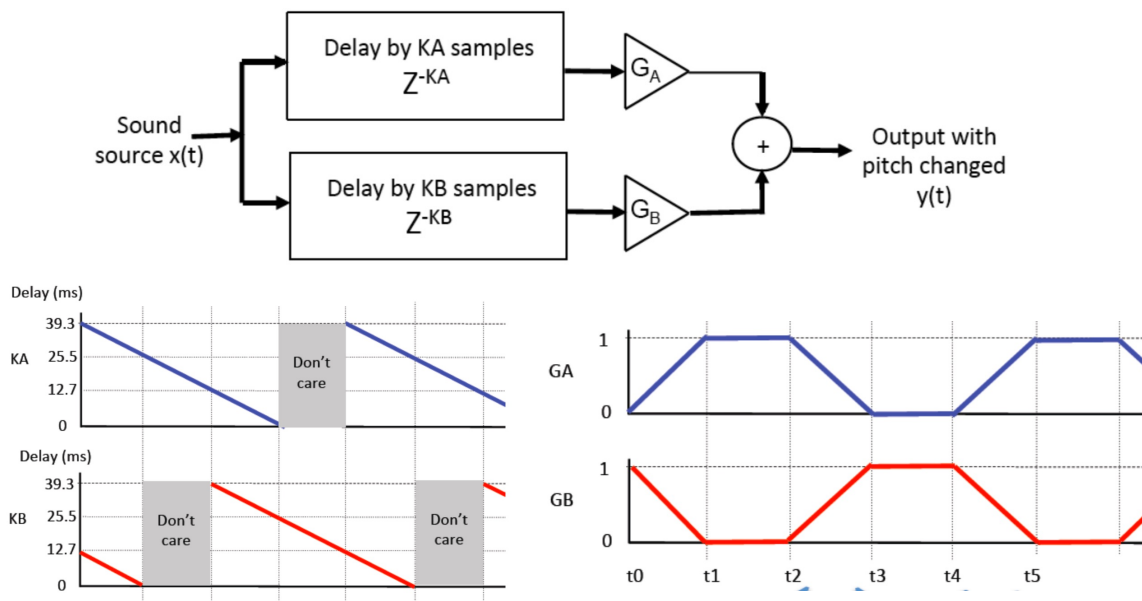 Delay by KA samples
Z-KA
GA
Sound
source x(t)
+
Output with
pitch changed
y(t)
Delay by KB samples
Z-KB
GB
Delay (ms)
39.3
KA
25.5
12.7
0
Don't
care
Delay (ms)
39.3
KB
25.5
12.7
0
Don't
care
Don't
care
1
GA
0
1
GB
0
t0 t1 t2 t3 t4 t5